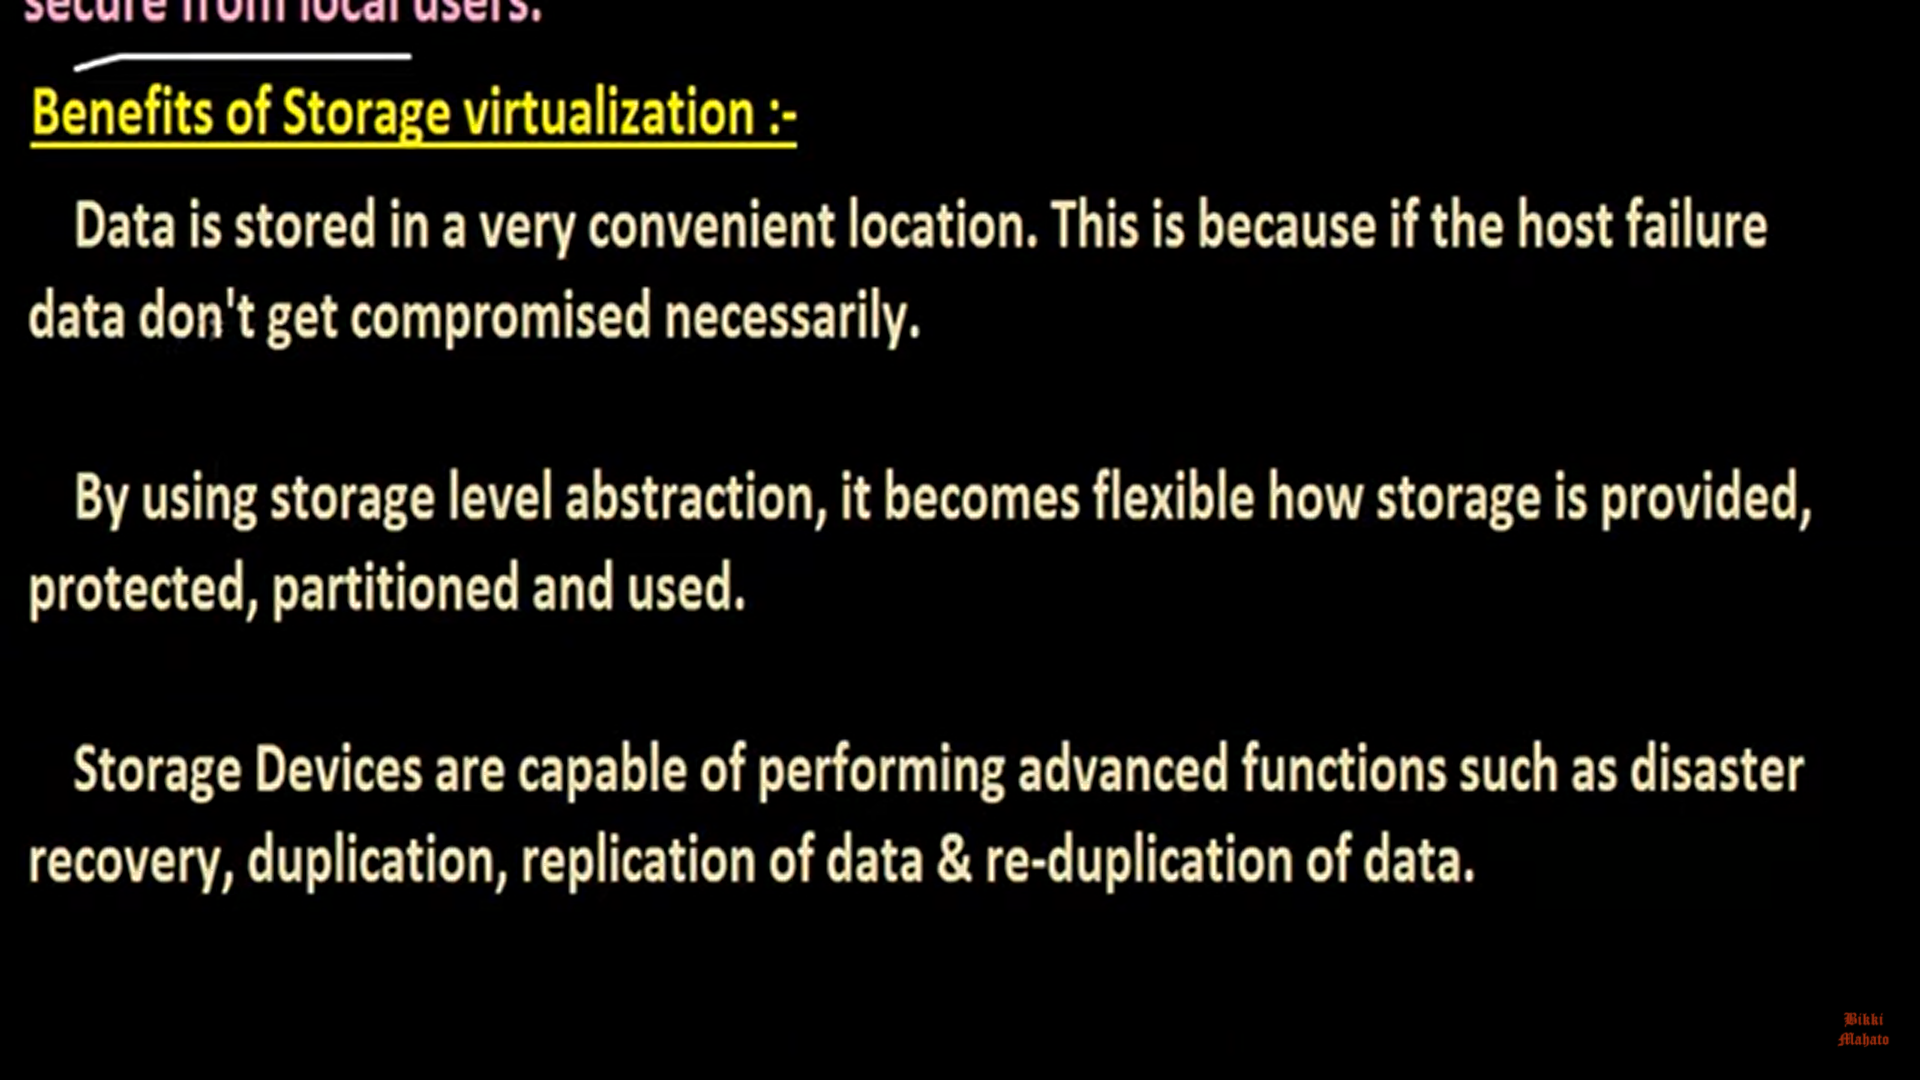 secure from local users.
Benefits of Storage virtualization :-
Data is stored in a very convenient location. This is because if the host failure
data don't get compromised necessarily.
By using storage level abstraction, it becomes flexible how storage is provided,
protected, partitioned and used.
Storage Devices are capable of performing advanced functions such as disaster
recovery, duplication, replication of data & re-duplication of data.
Bikki
Mahato